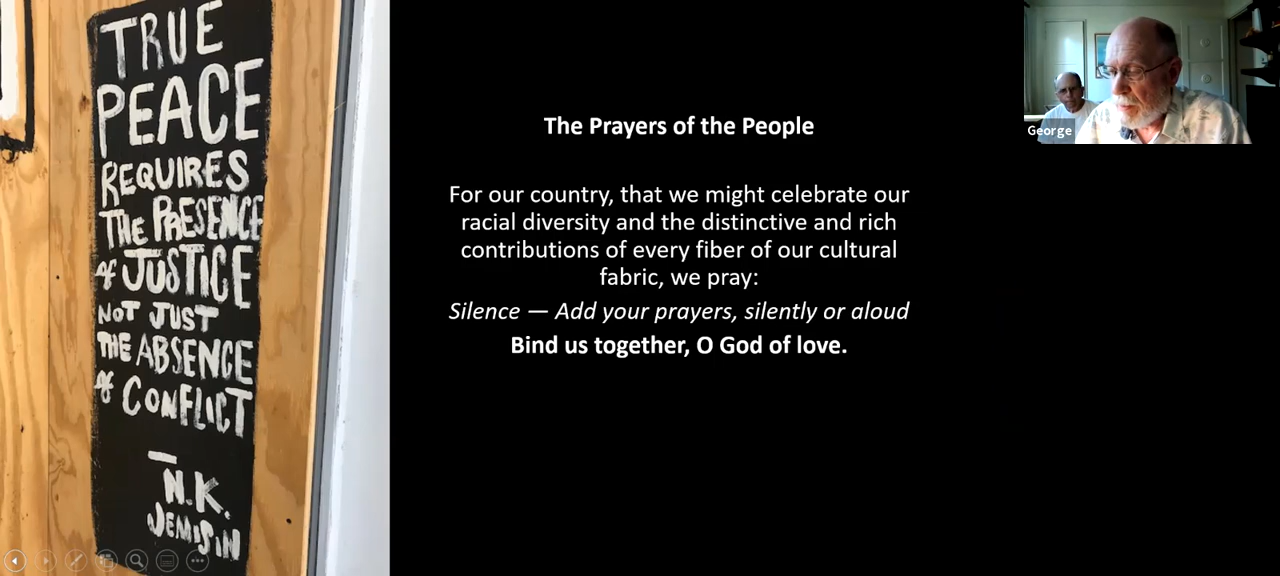 TRUE
PEACE
REQUIRES
THE PRESENCE
of JUSTICE
NOT JUST
THE ABSENCE
of CONFLICT
—
N.K.
JEMISIN
The Prayers of the People
For our country, that we might celebrate our
racial diversity and the distinctive and rich
contributions of every fiber of our cultural
fabric, we pray:
Silence — Add your prayers, silently or aloud
Bind us together, O God of love.
George